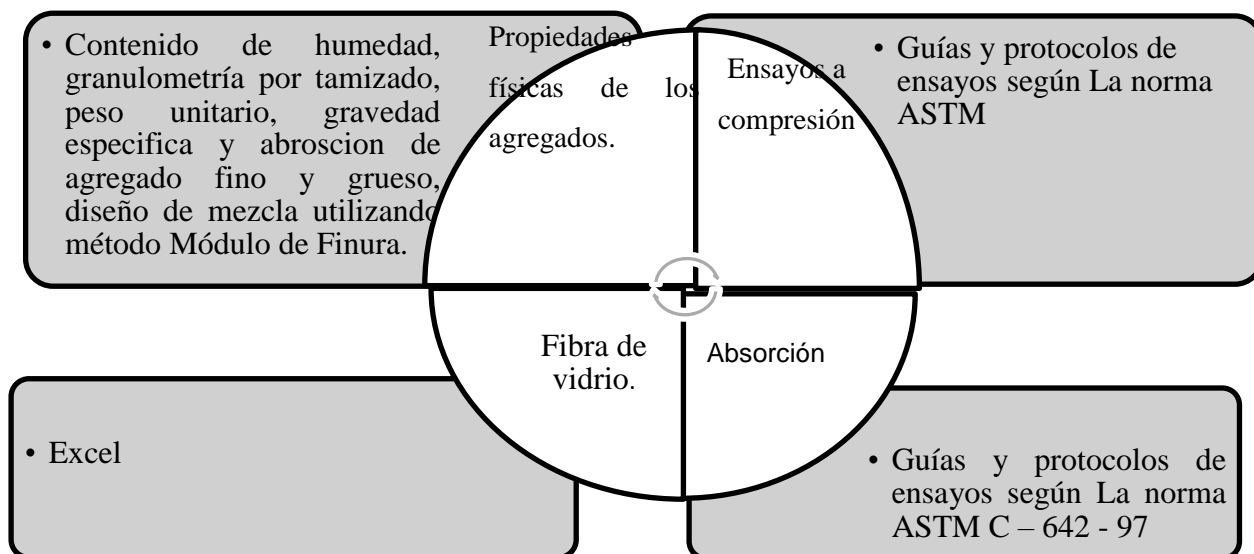 • Contenido de humedad,
granulometría por tamizado,
peso unitario, gravedad
especifica y abroscion de
agregado fino y grueso,
diseño de mezcla utilizando
método Módulo de Finura.
Propiedades
físicas de los
agregados.
Ensayos a
compresión
• Guías y protocolos de
ensayos según La norma
ASTM
• Excel
Fibra de
vidrio.
Absorción
• Guías y protocolos de
ensayos según La norma
ASTM C – 642 - 97